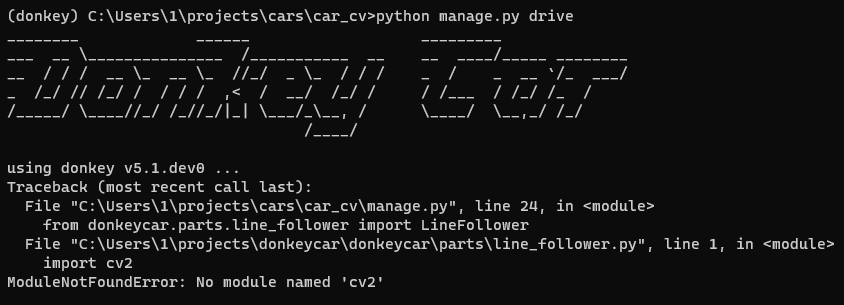 (donkey) C:\Users\1\projects\cars\car_cv>python manage.py drive
________             ______                   _________
___  __ \_______________  /___________  __    __  ____/_____ ________
__  / / /  __ \_  __ \_  //_/  _ \_  / / /    _  /    _  __ `/_  ___/
_  /_/ // /_/ /  / / /  ,<  /  __/  /_/ /     / /___  / /_/ /_  /
/_____/ \____//_/ /_//_/|_| \___/_\__, /      \____/  \__,_/ /_/
                                 /____/
using donkey v5.1.dev0 ...
Traceback (most recent call last):
  File "C:\Users\1\projects\cars\car_cv\manage.py", line 24, in <module>
    from donkeycar.parts.line_follower import LineFollower
  File "C:\Users\1\projects\donkeycar\donkeycar\parts\line_follower.py", line 1, in <module>
    import cv2
ModuleNotFoundError: No module named 'cv2'